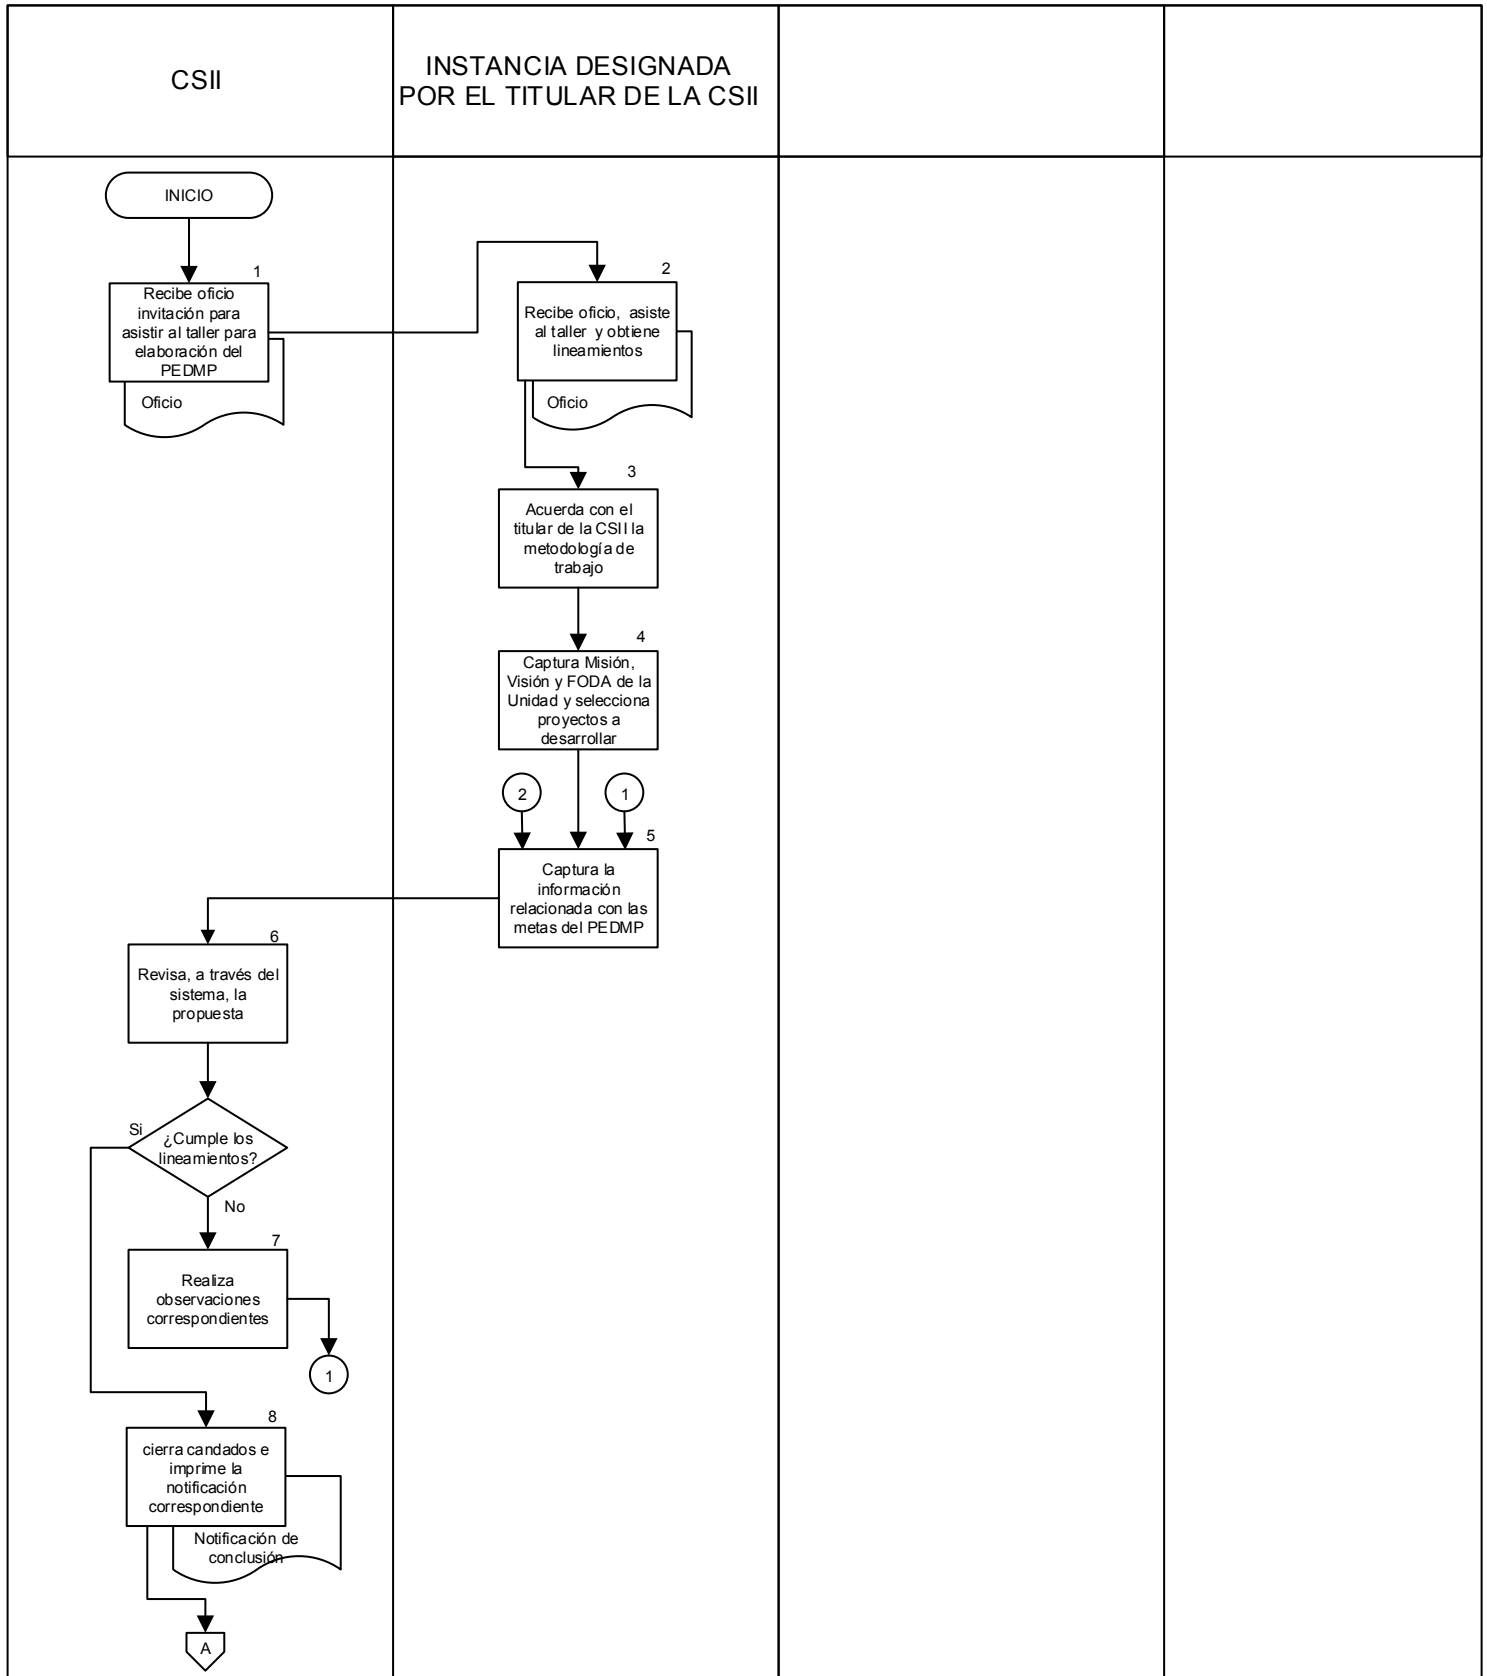 CSII
INSTANCIA DESIGNADA
POR EL TITULAR DE LA CSII
INICIO
1
Recibe oficio
invitación para
asistir al taller para
elaboración del
PEDMP
Oficio
2
Recibe oficio, asiste
al taller y obtiene
lineamientos
Oficio
3
Acuerda con el
titular de la CSII la
metodología de
trabajo
4
Captura Misión,
Visión y FODA de la
Unidad y selecciona
proyectos a
desarrollar
2
1
5
Captura la
información
relacionada con las
metas del PEDMP
6
Revisa, a través del
sistema, la
propuesta
Si
¿Cumple los
lineamientos?
No
7
Realiza
observaciones
correspondientes
1
8
cierra candados e
imprime la
notificación
correspondiente
Notificación de
conclusión
A